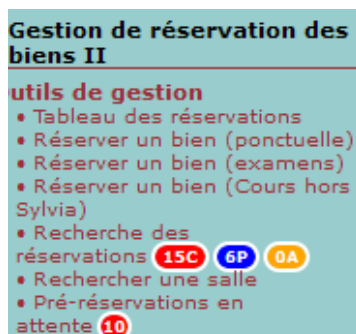 Gestion de réservation des
biens II
utils de gestion
• Tableau des réservations
• Réserver un bien (ponctuelle)
• Réserver un bien (examens)
• Réserver un bien (Cours hors
Sylvia)
• Recherche des
réservations 15C 6P 0A
• Rechercher une salle
• Pré-réservations en
attente 10